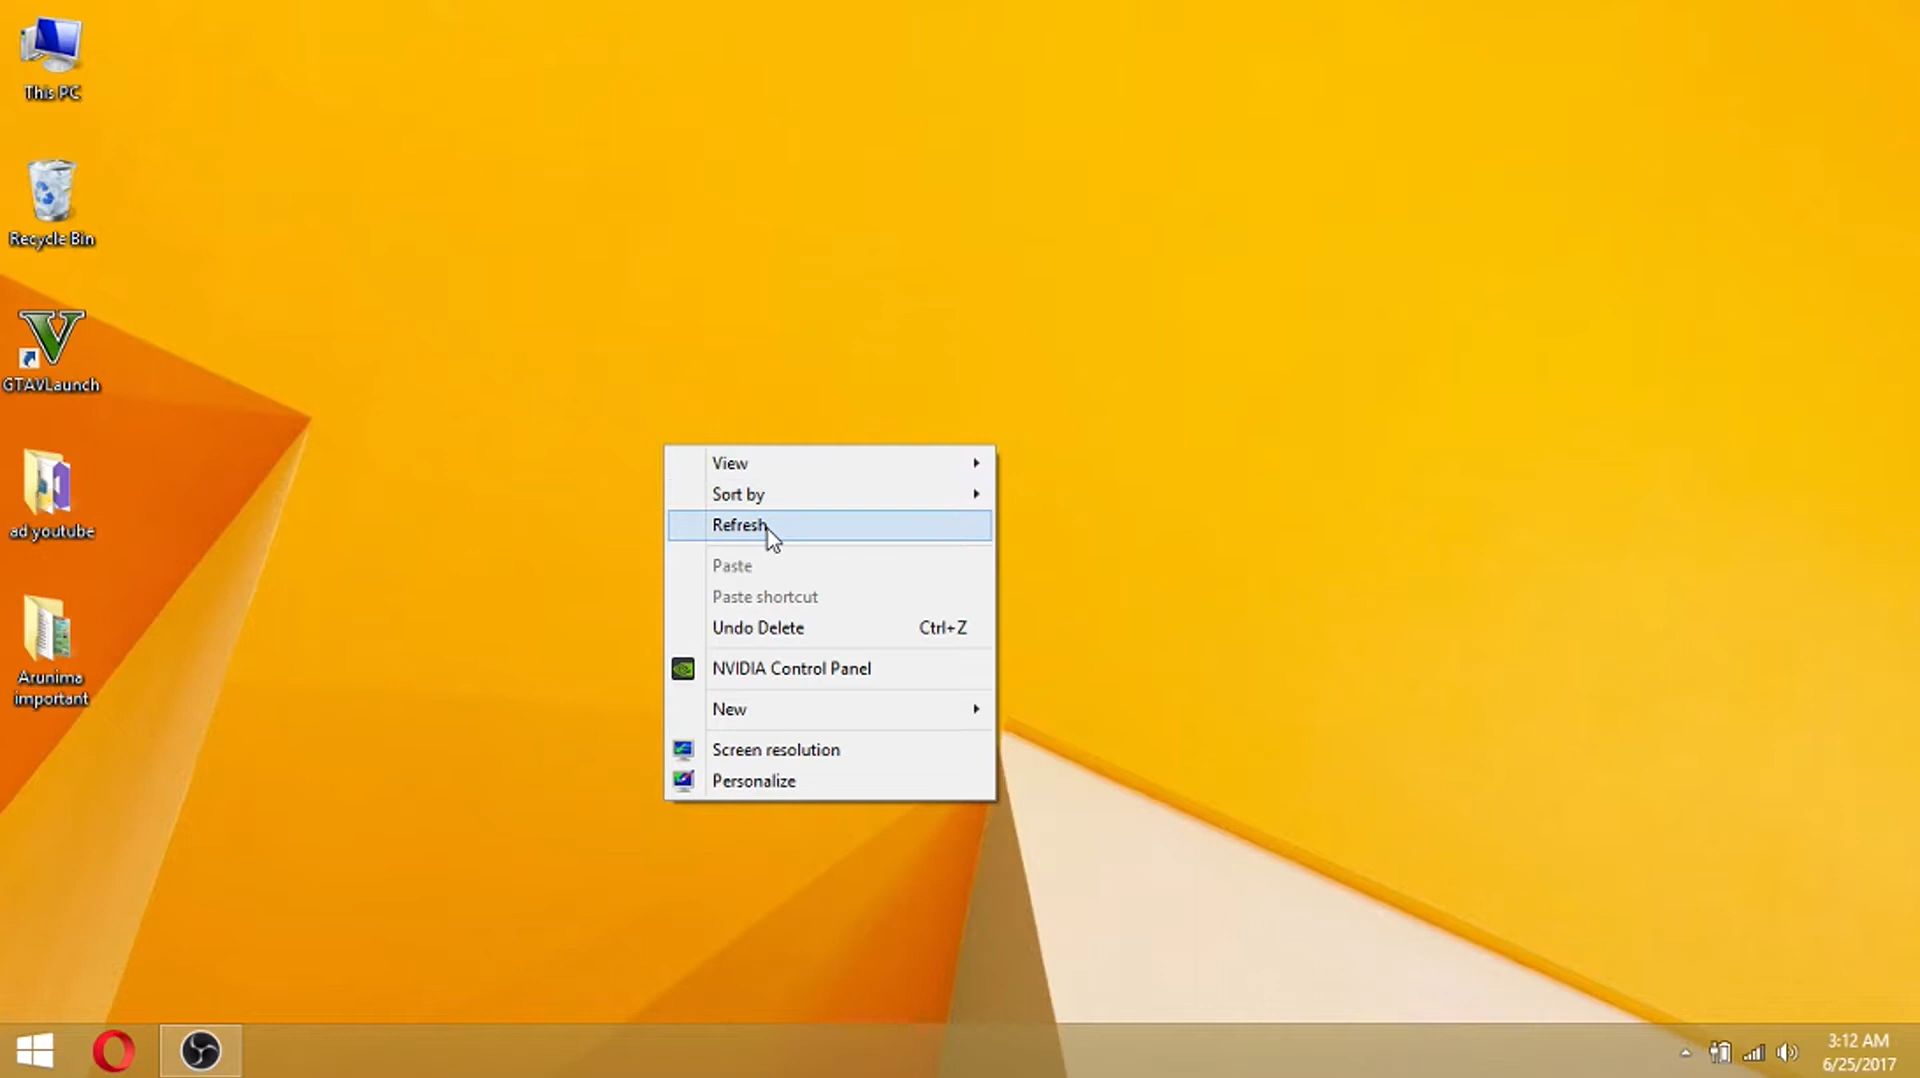 This PC
Recycle Bin
GTAVLaunch
ad youtube
Arunima
important
View
Sort by
Refresh
Paste
Paste shortcut
Undo Delete Ctrl+Z
NVIDIA Control Panel
New
Screen resolution
Personalize
3:12 AM
6/25/2017